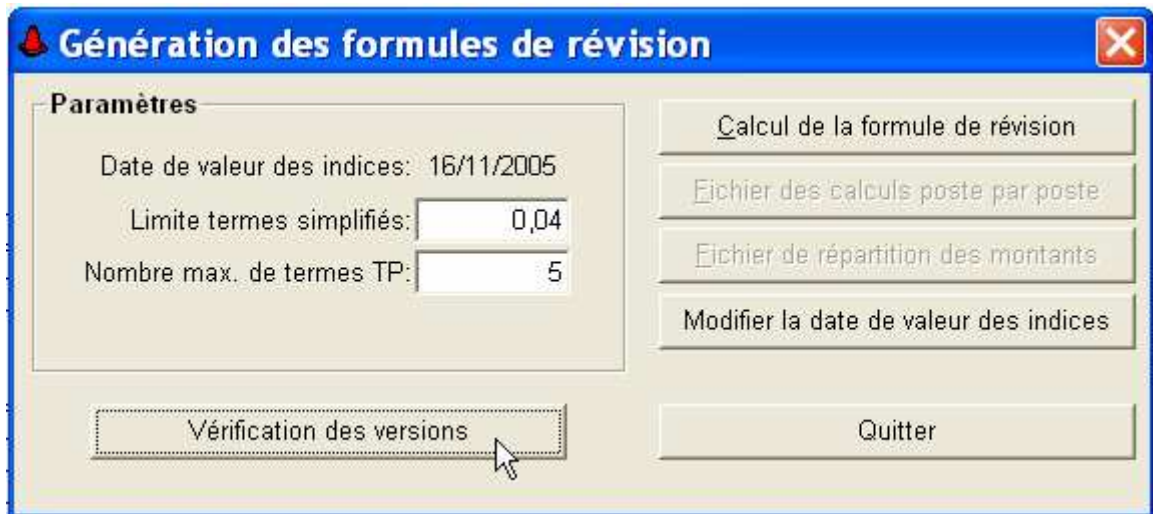 Génération des formules de révision
Paramètres
Date de valeur des indices: 16/11/2005
Limite termes simplifiés: 0,04
Nombre max. de termes TP: 5
Calcul de la formule de révision
Fichier des calculs poste par poste
Fichier de répartition des montants
Modifier la date de valeur des indices
Vérification des versions
Quitter